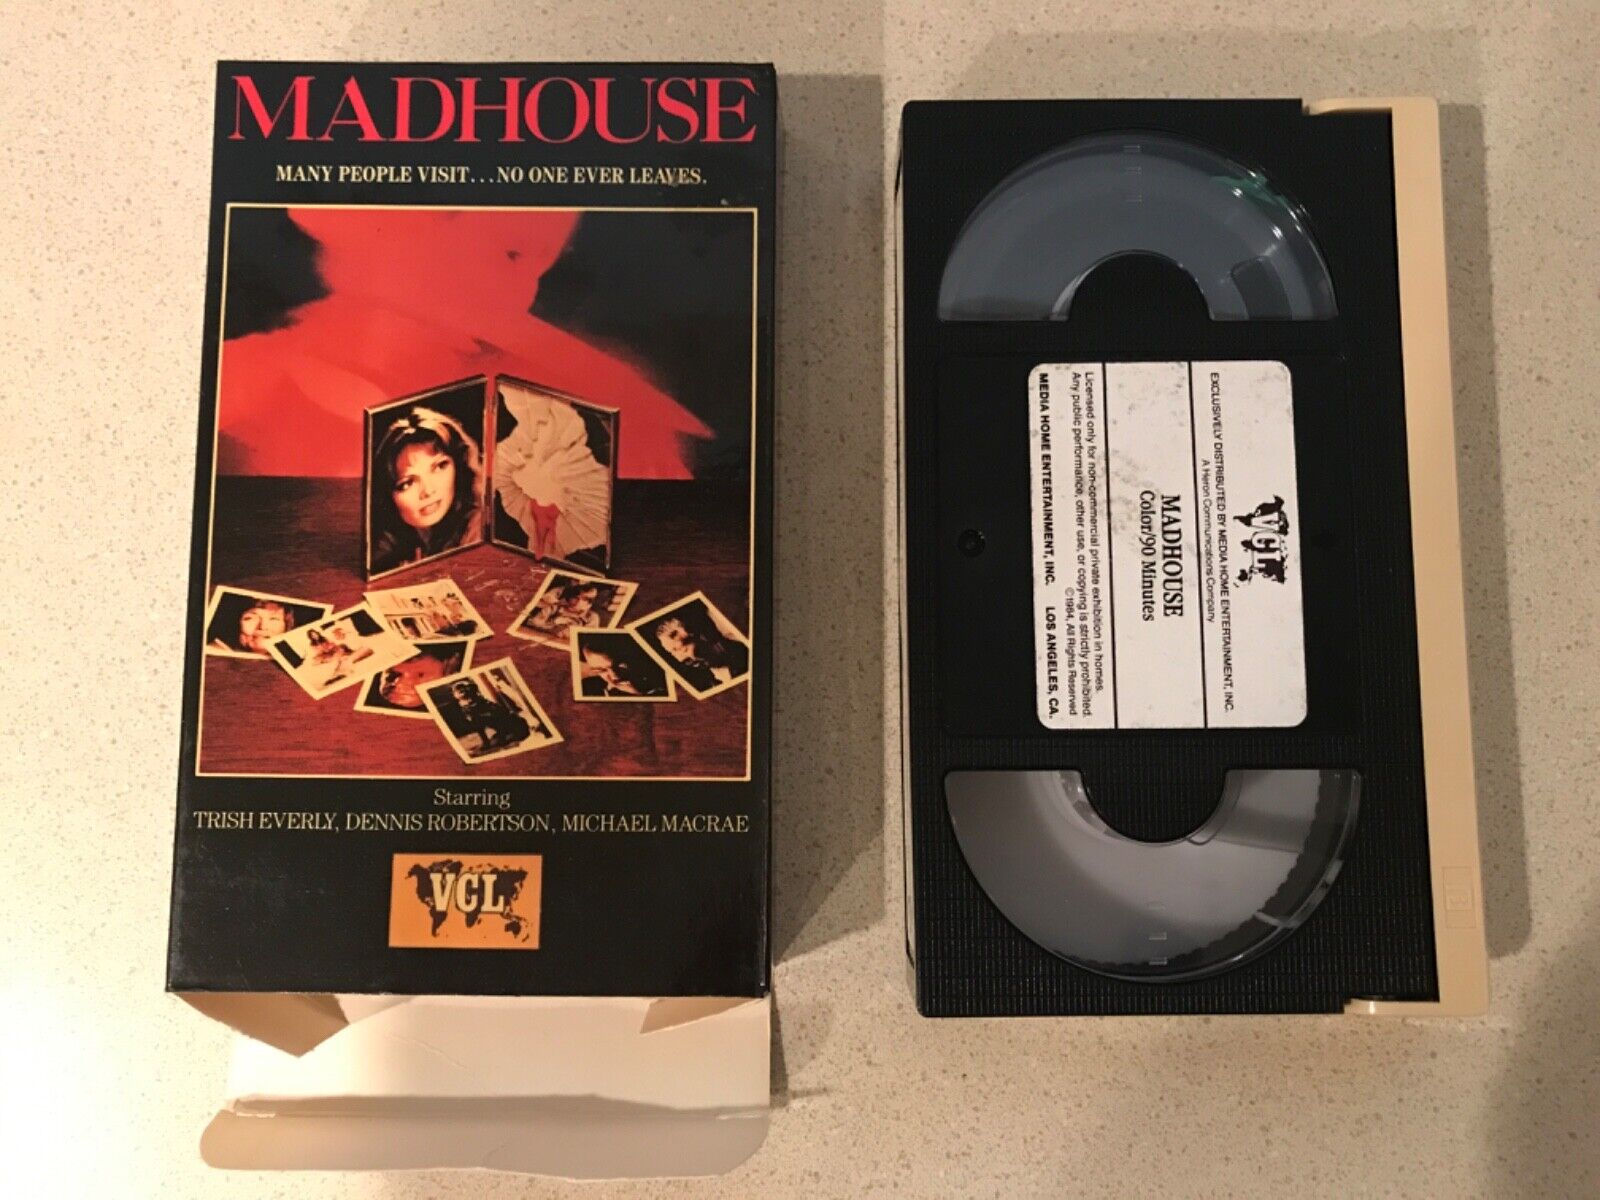 MADHOUSE
MANY PEOPLE VISIT...NO ONE EVER LEAVES.
Starring
TRISH EVERLY, DENNIS ROBERTSON, MICHAEL MACRAE
VCL
VCL
EXCLUSIVELY DISTRIBUTED BY MEDIA HOME ENTERTAINMENT, INC.
A Heron Communications Company
MADHOUSE
Color/90 Minutes
Licensed only for non-commercial private exhibition in homes.
Any public performance, other use, or copying is strictly prohibited.
©1984, All Rights Reserved
MEDIA HOME ENTERTAINMENT, INC. LOS ANGELES, CA.